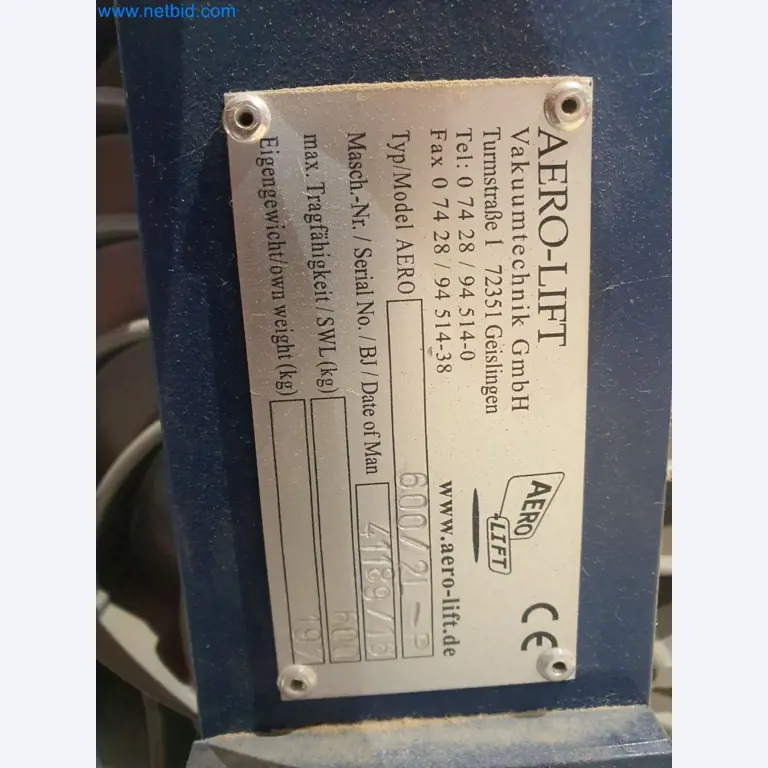 www.netbid.com
AERO-LIFT
Vakuumtechnik GmbH
Turmstraße 1 72351 Geislingen
Tel: 0 74 28 / 94 514-0
Fax 0 74 28 / 94 514-38
www.aero-lift.de
AERO
LIFT
CE
Typ/Model AERO 600/2L-P
Masch.-Nr. / Serial No. / BJ / Date of Man 41189/15
max. Tragfähigkeit / SWL (kg) 600
Eigengewicht/own weight (kg) 197